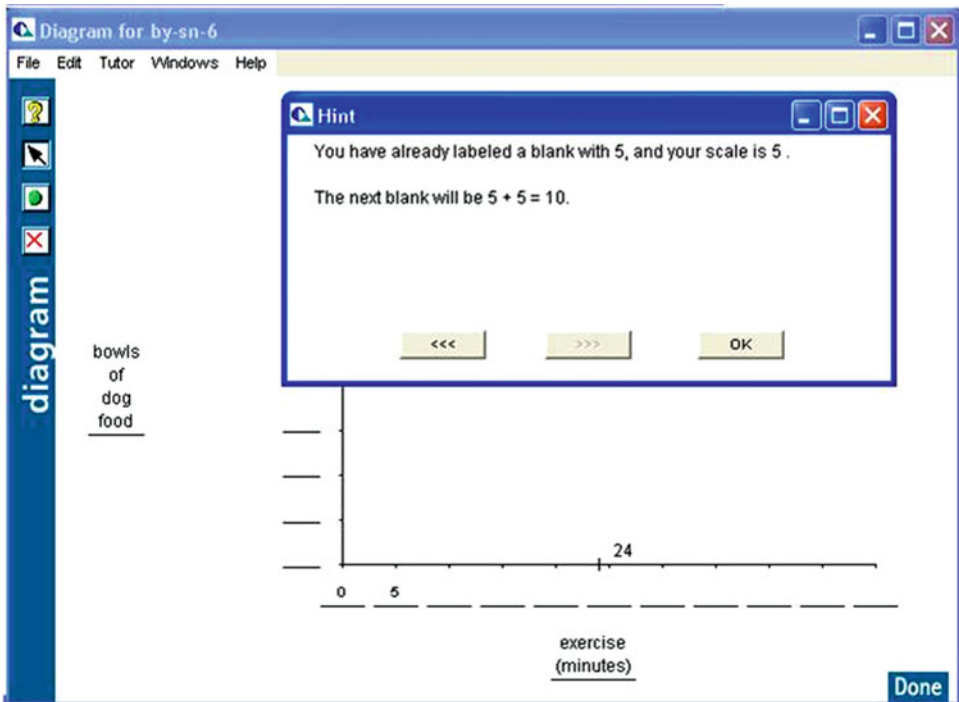 Diagram for by-sn-6
File Edit Tutor Windows Help
Hint
You have already labeled a blank with 5, and your scale is 5 .
The next blank will be 5 + 5 = 10.
<<< >>> OK
diagram
bowls
of
dog
food
24
0 5
exercise
(minutes)
Done